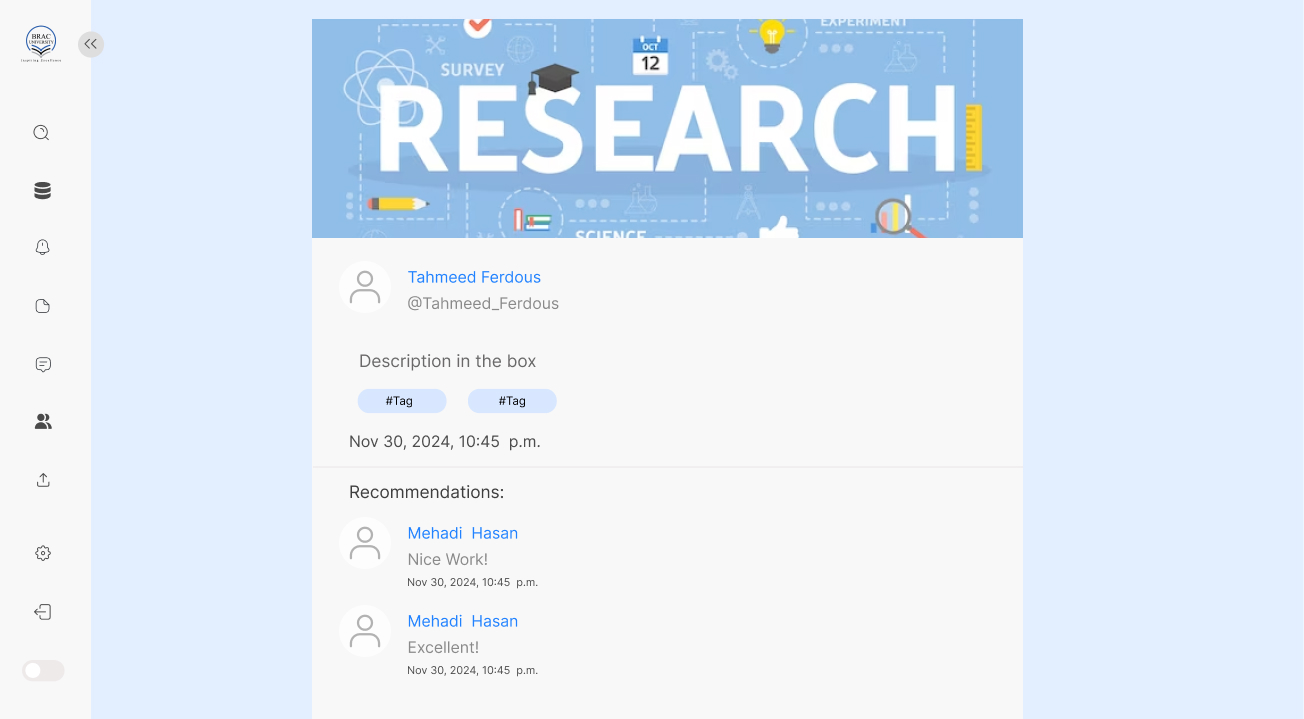 BRAC
UNIVERSITY
Inspiring Excellence
EXPERIMENT
OCT
12
SURVEY
RESEARCH
SCIENCE
Tahmeed Ferdous
@Tahmeed_Ferdous
Description in the box
#Tag #Tag
Nov 30, 2024, 10:45 p.m.
Recommendations:
Mehadi Hasan
Nice Work!
Nov 30, 2024, 10:45 p.m.
Mehadi Hasan
Excellent!
Nov 30, 2024, 10:45 p.m.